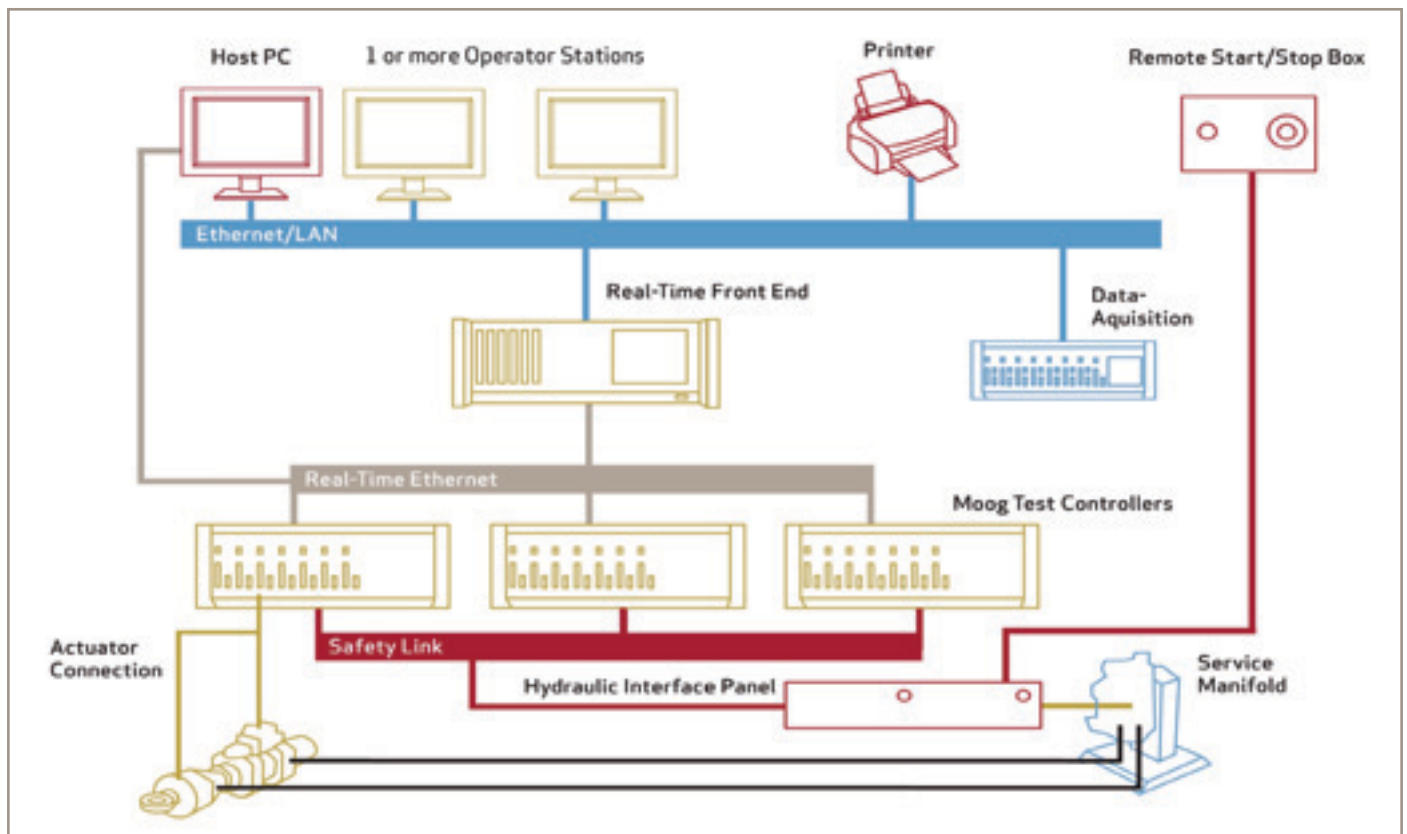 Host PC
1 or more Operator Stations
Printer
Remote Start/Stop Box
Ethernet/LAN
Real-Time Front End
Data-
Aquisition
Real-Time Ethernet
Moog Test Controllers
Actuator
Connection
Safety Link
Hydraulic Interface Panel
Service
Manifold